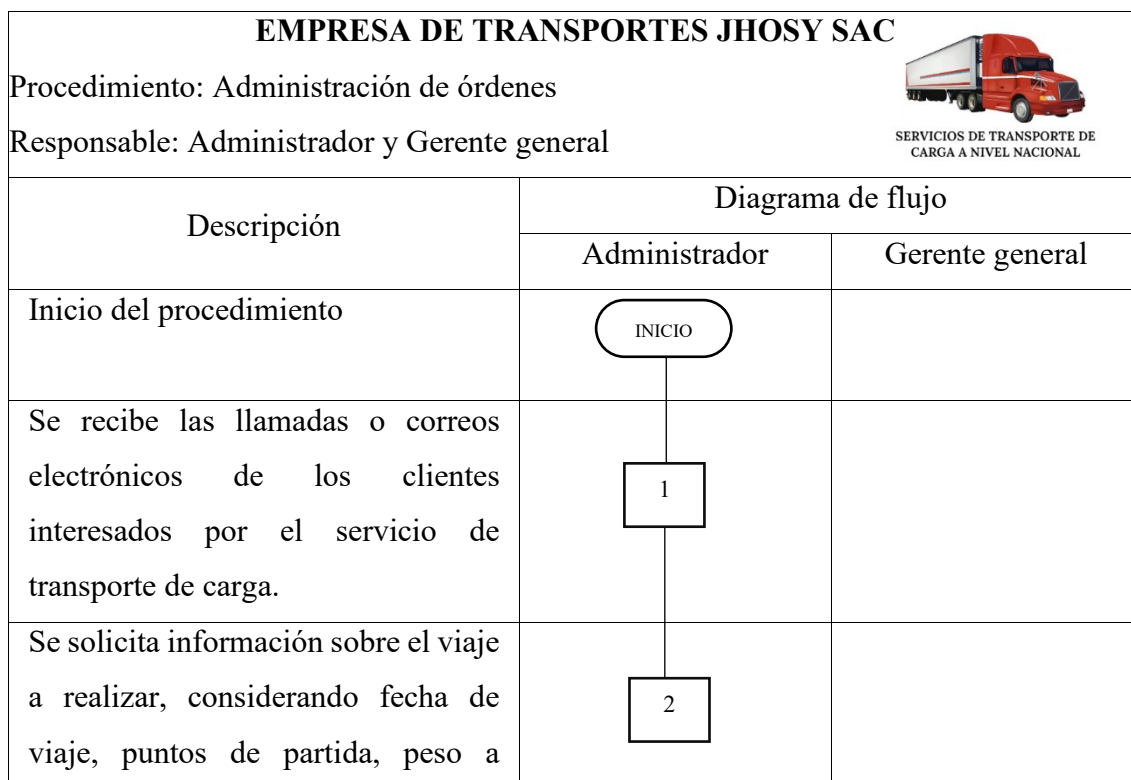 EMPRESA DE TRANSPORTES JHOSY SAC
Procedimiento: Administración de órdenes
Responsable: Administrador y Gerente general
SERVICIOS DE TRANSPORTE DE
CARGA A NIVEL NACIONAL
Descripción
Diagrama de flujo
Administrador
Gerente general
Inicio del procedimiento
INICIO
Se recibe las llamadas o correos
electrónicos de los clientes
interesados por el servicio de
transporte de carga.
1
Se solicita información sobre el viaje
a realizar, considerando fecha de
viaje, puntos de partida, peso a
2